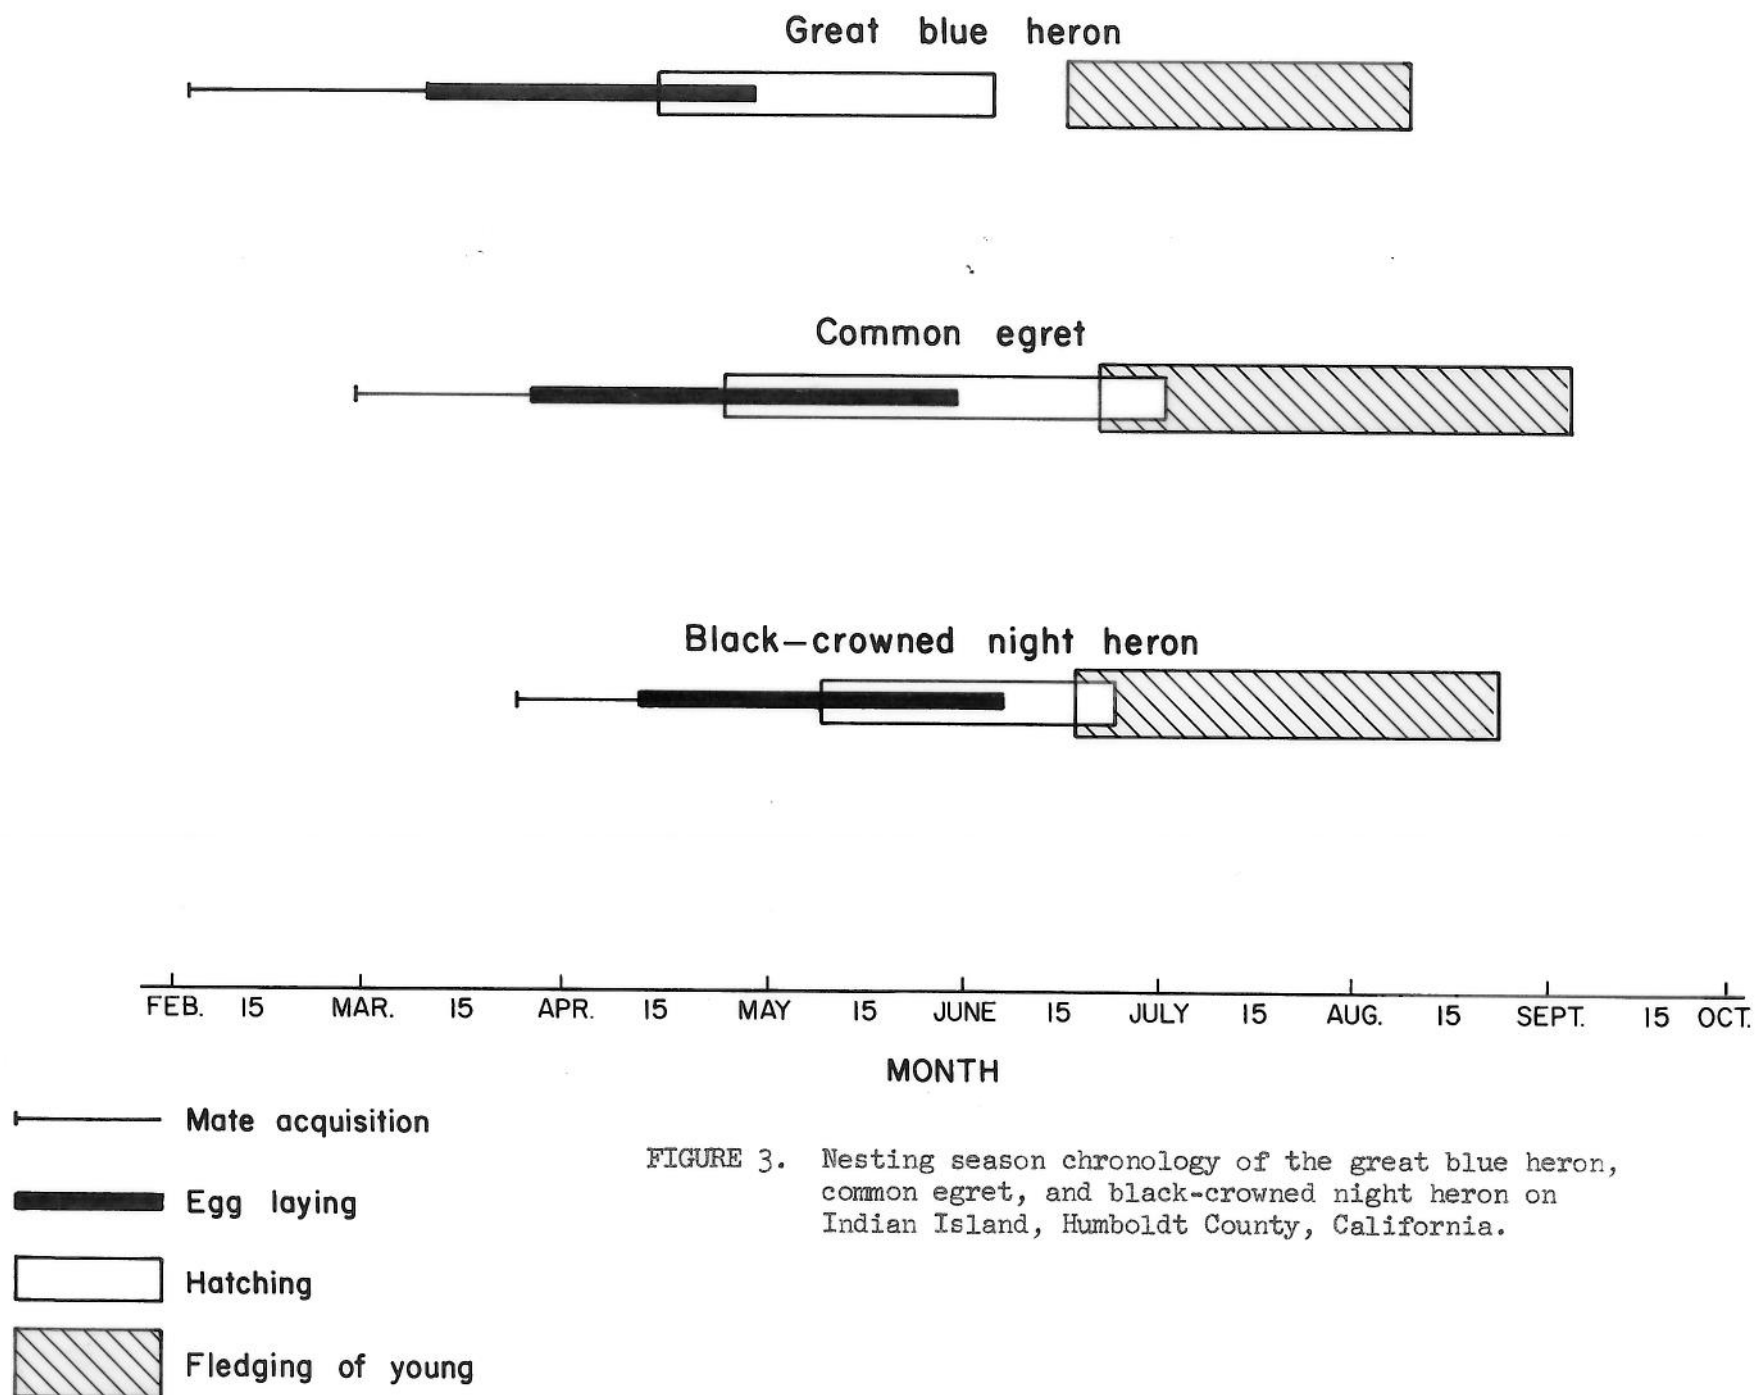 Great blue heron
Common egret
Black-crowned night heron
FEB. 15 MAR. 15 APR. 15 MAY 15 JUNE 15 JULY 15 AUG. 15 SEPT. 15 OCT.
MONTH
Mate acquisition
Egg laying
Hatching
Fledging of young
FIGURE 3. Nesting season chronology of the great blue heron,
common egret, and black-crowned night heron on
Indian Island, Humboldt County, California.